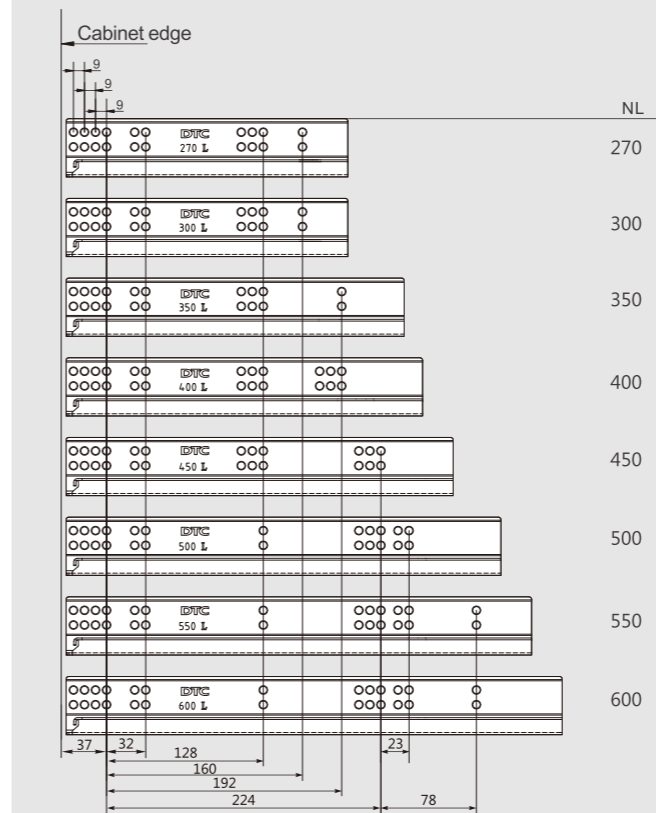 Cabinet edge
9
9
9
NL
DTC
270 L
270
DTC
300 L
300
DTC
350 L
350
DTC
400 L
400
DTC
450 L
450
DTC
500 L
500
DTC
550 L
550
DTC
600 L
600
37
32
23
128
160
192
224
78